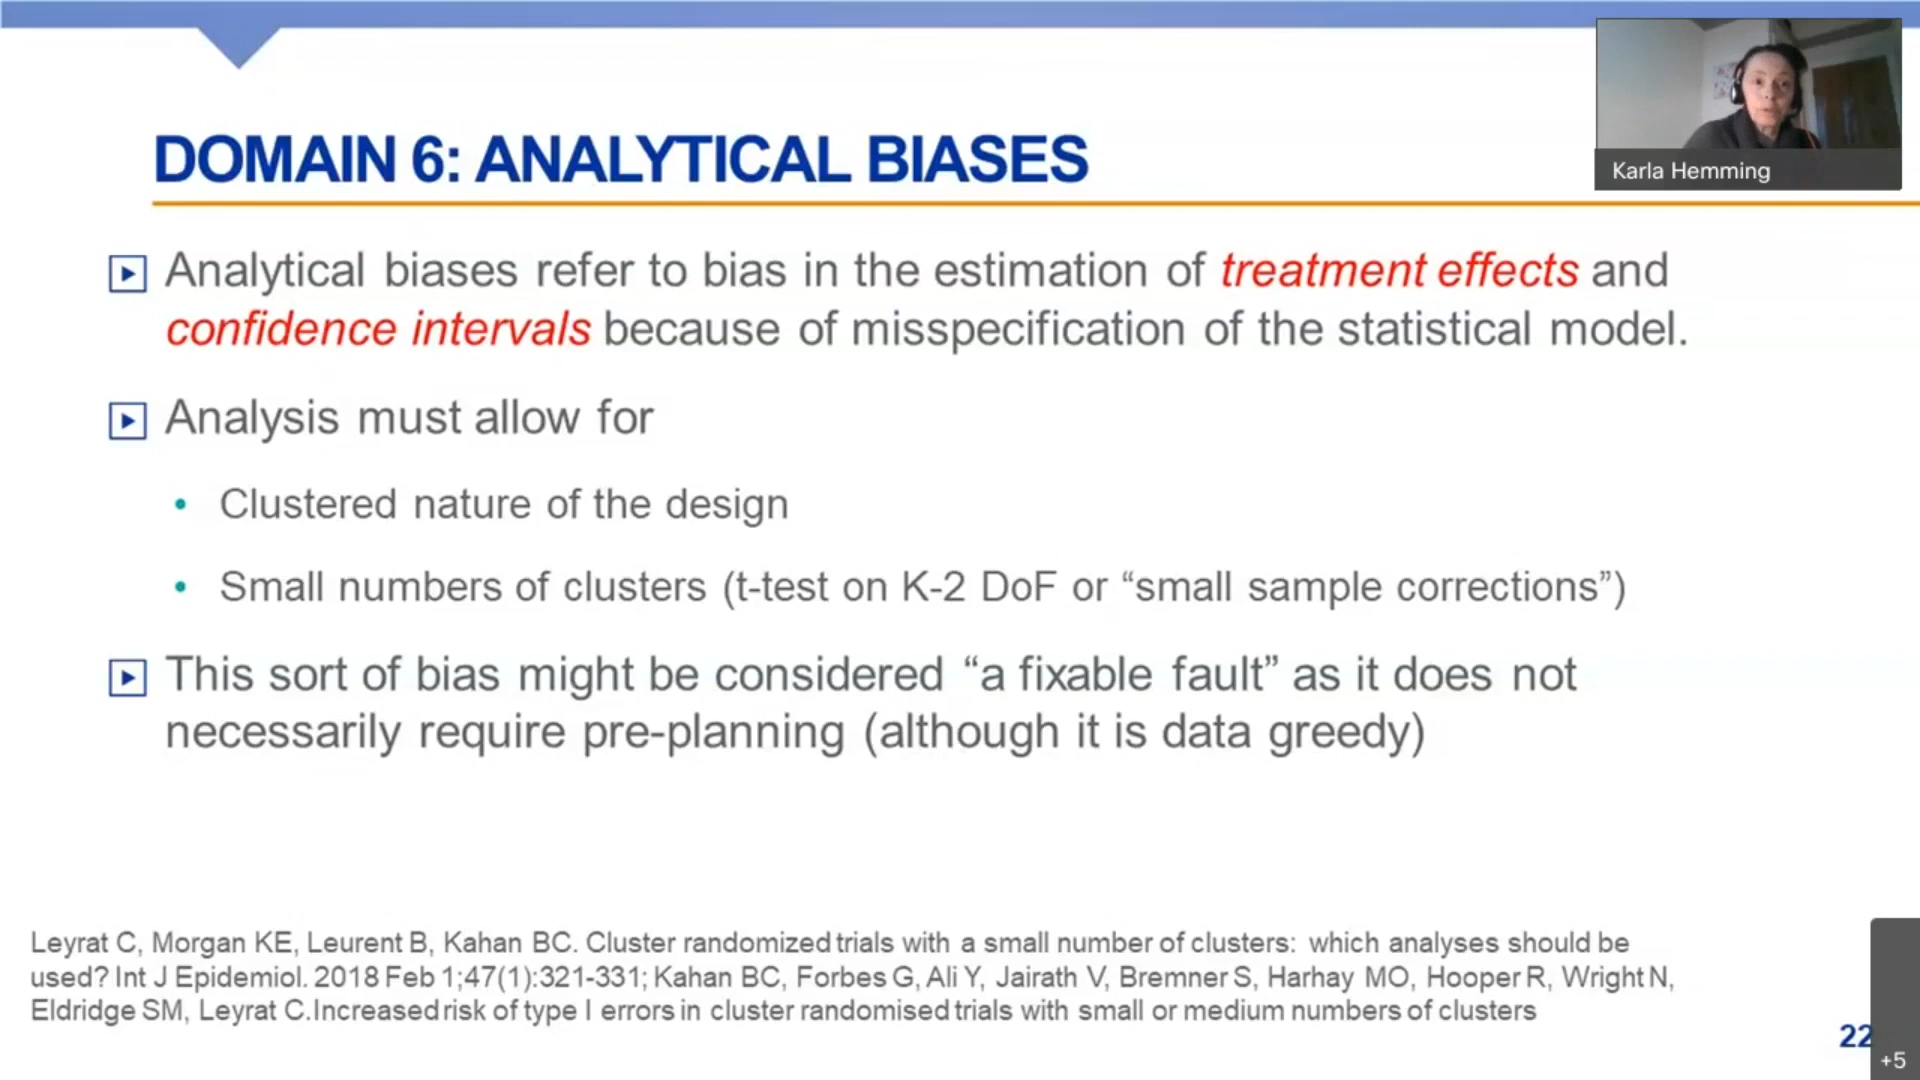 Karla Hemming
DOMAIN 6: ANALYTICAL BIASES
Analytical biases refer to bias in the estimation of treatment effects and
confidence intervals because of misspecification of the statistical model.
Analysis must allow for
• Clustered nature of the design
• Small numbers of clusters (t-test on K-2 DoF or “small sample corrections”)
This sort of bias might be considered “a fixable fault” as it does not
necessarily require pre-planning (although it is data greedy)
Leyrat C, Morgan KE, Leurent B, Kahan BC. Cluster randomized trials with a small number of clusters: which analyses should be
used? Int J Epidemiol. 2018 Feb 1;47(1):321-331; Kahan BC, Forbes G, Ali Y, Jairath V, Bremner S, Harhay MO, Hooper R, Wright N,
Eldridge SM, Leyrat C.Increased risk of type I errors in cluster randomised trials with small or medium numbers of clusters
22
+5